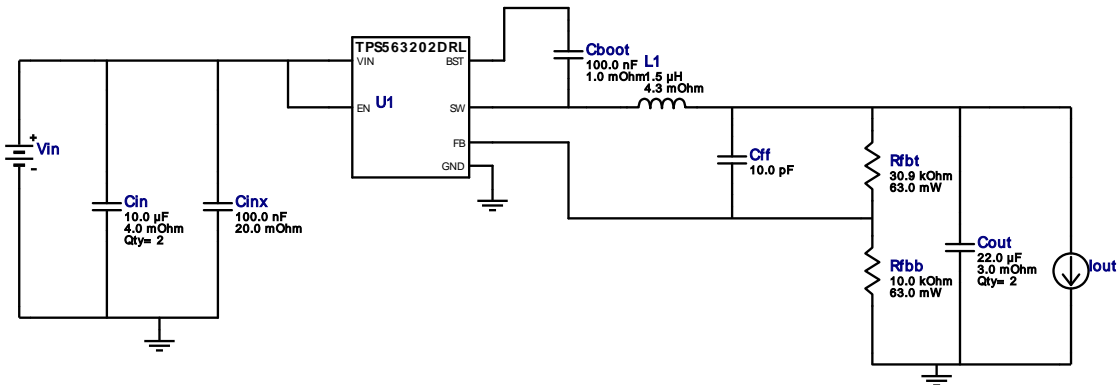 TPS563202DRL
VIN
BST
EN
U1
SW
FB
GND
Cboot
100.0 nF
1.0 mOhm
L1
1.5 µH
4.3 mOhm
+
Vin
-
Cin
10.0 µF
4.0 mOhm
Qty= 2
Cinx
100.0 nF
20.0 mOhm
Cff
10.0 pF
Rfbt
30.9 kOhm
63.0 mW
Rfbb
10.0 kOhm
63.0 mW
Cout
22.0 µF
3.0 mOhm
Qty= 2
Iout